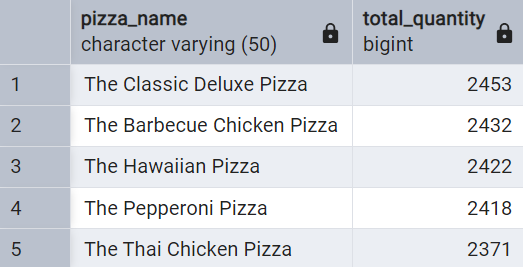 pizza_name total_quantity
character varying (50) bigint
1 The Classic Deluxe Pizza 2453
2 The Barbecue Chicken Pizza 2432
3 The Hawaiian Pizza 2422
4 The Pepperoni Pizza 2418
5 The Thai Chicken Pizza 2371